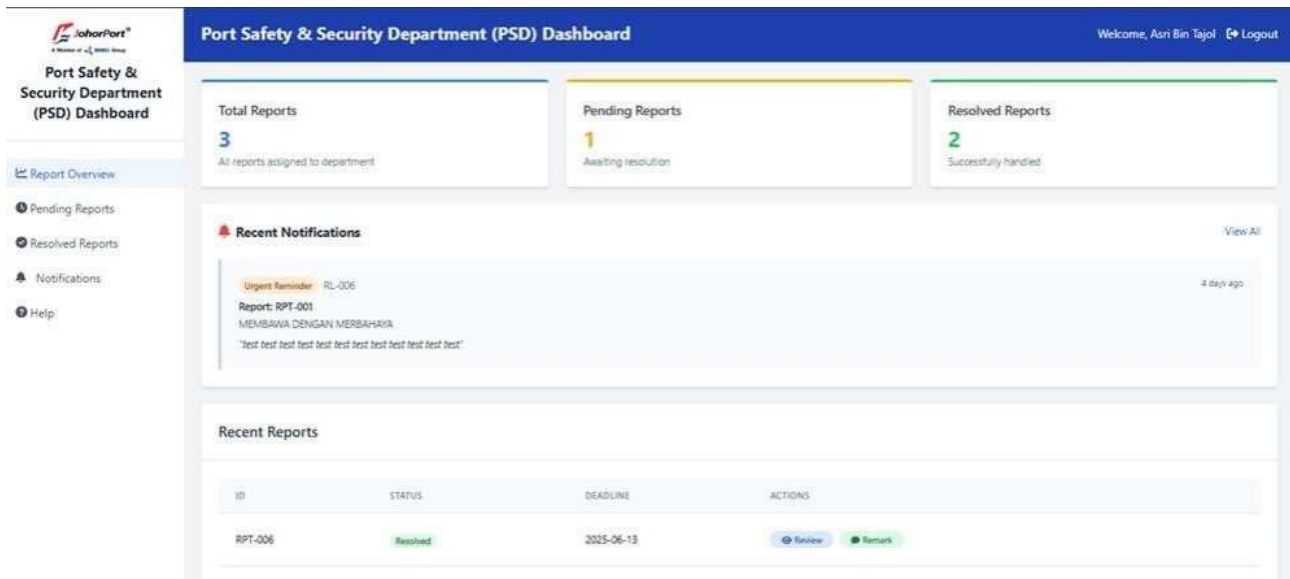 JohorPort
A Member of MMC Group
Port Safety &
Security Department
(PSD) Dashboard
Report Overview
Pending Reports
Resolved Reports
Notifications
Help
Port Safety & Security Department (PSD) Dashboard
Welcome, Asri Bin Tajol Logout
Total Reports
3
All reports assigned to department
Pending Reports
1
Awaiting resolution
Resolved Reports
2
Successfully handled
Recent Notifications
View All
Urgent Reminder RL-006
4 days ago
Report: RPT-001
MEMBAWA DENGAN MERBAHAYA
"test test test test test test test test test test test test"
Recent Reports
ID STATUS DEADLINE ACTIONS
RPT-006 Resolved 2025-06-13 Review Remark